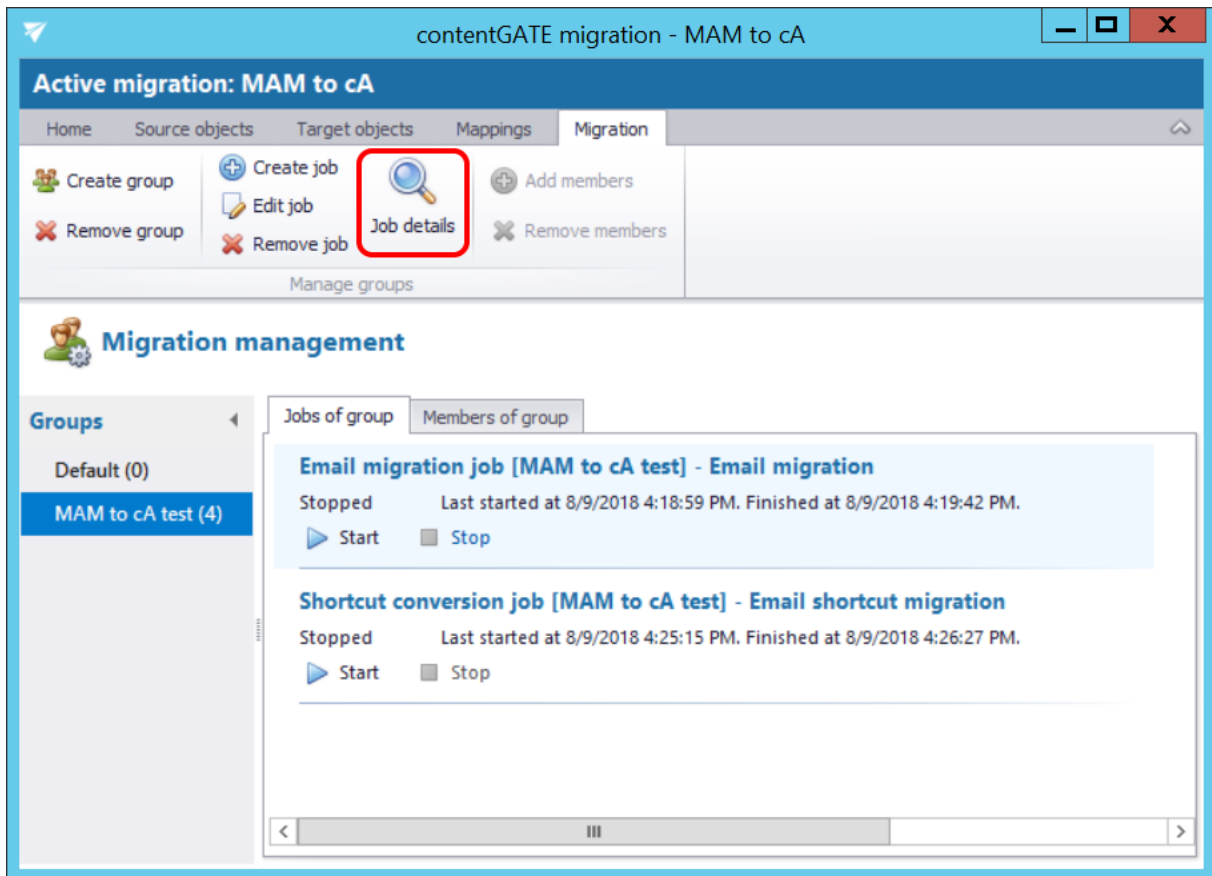 contentGATE migration - MAM to cA
Active migration: MAM to cA
Home Source objects Target objects Mappings Migration
Create group
Remove group
Create job
Edit job
Remove job
Job details
Add members
Remove members
Manage groups
Migration management
Groups
Default (0)
MAM to cA test (4)
Jobs of group Members of group
Email migration job [MAM to cA test] - Email migration
Stopped Last started at 8/9/2018 4:18:59 PM. Finished at 8/9/2018 4:19:42 PM.
Start Stop
Shortcut conversion job [MAM to cA test] - Email shortcut migration
Stopped Last started at 8/9/2018 4:25:15 PM. Finished at 8/9/2018 4:26:27 PM.
Start Stop